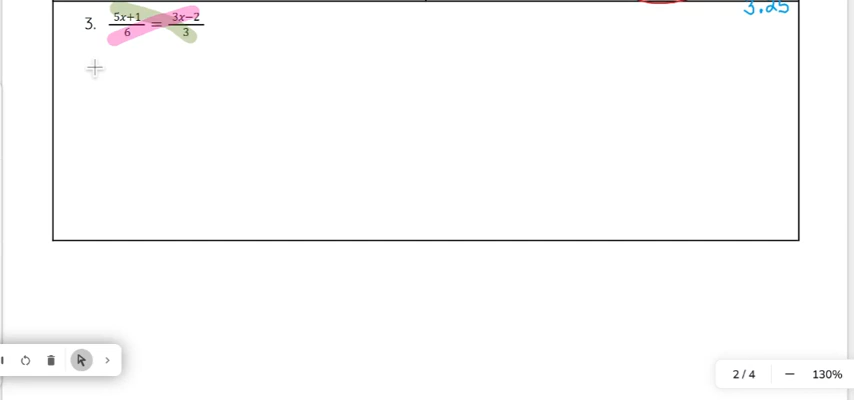 3.25
3. 5x+1/6 = 3x−2/3
2 / 4 — 130%